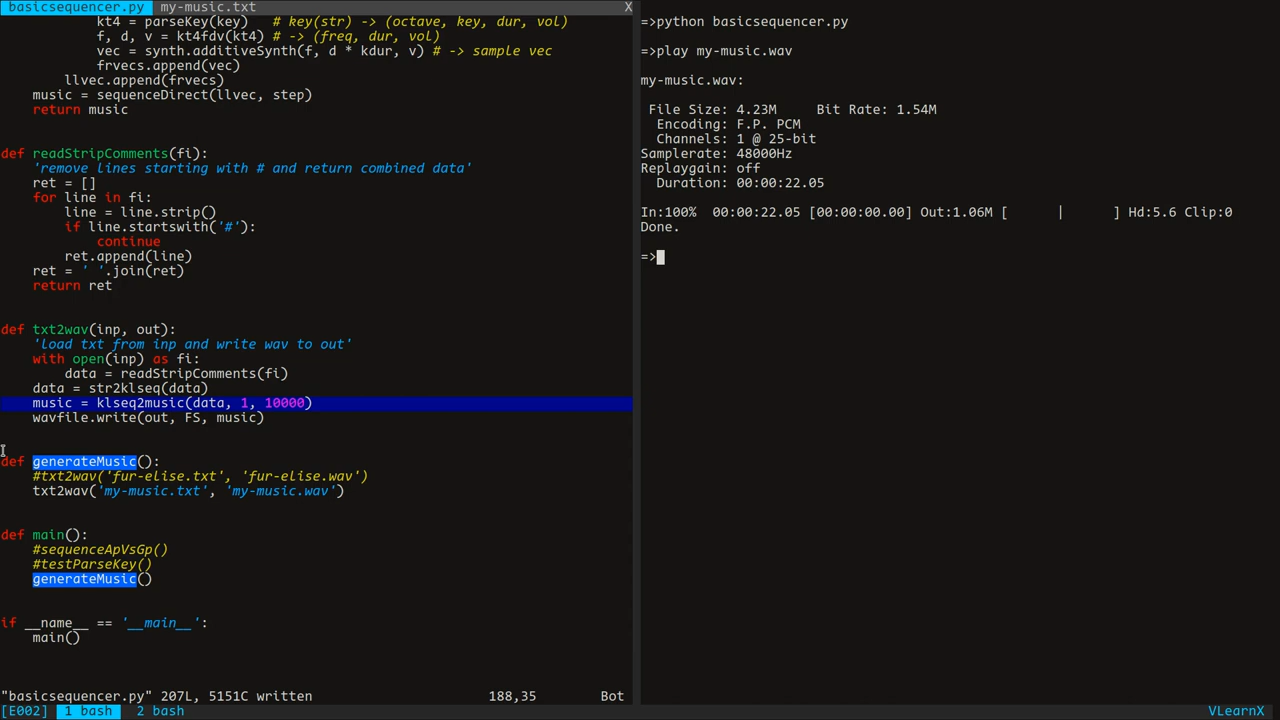 basicsequencer.py  my-music.txt X
            kt4 = parseKey(key)   # key(str) -> (octave, key, dur, vol)
            f, d, v = kt4fdv(kt4) # -> (freq, dur, vol)
            vec = synth.additiveSynth(f, d * kdur, v) # -> sample vec
            frvecs.append(vec)
        llvec.append(frvecs)
    music = sequenceDirect(llvec, step)
    return music
def readStripComments(fi):
    'remove lines starting with # and return combined data'
    ret = []
    for line in fi:
        line = line.strip()
        if line.startswith('#'):
            continue
        ret.append(line)
    ret = ' '.join(ret)
    return ret
def txt2wav(inp, out):
    'load txt from inp and write wav to out'
    with open(inp) as fi:
        data = readStripComments(fi)
    data = str2klseq(data)
    music = klseq2music(data, 1, 10000)
    wavfile.write(out, FS, music)
def generateMusic():
    #txt2wav('fur-elise.txt', 'fur-elise.wav')
    txt2wav('my-music.txt', 'my-music.wav')
def main():
    #sequenceApVsGp()
    #testParseKey()
    generateMusic()
if __name__ == '__main__':
    main()
"basicsequencer.py" 207L, 5151C written                         188,35        Bot
=>python basicsequencer.py
=>play my-music.wav
my-music.wav:
 File Size: 4.23M     Bit Rate: 1.54M
  Encoding: F.P. PCM
  Channels: 1 @ 25-bit
Samplerate: 48000Hz
Replaygain: off
  Duration: 00:00:22.05
In:100%  00:00:22.05 [00:00:00.00] Out:1.06M [      |      ] Hd:5.6 Clip:0
Done.
=>
[E002]  1 bash   2 bash  VLearnX